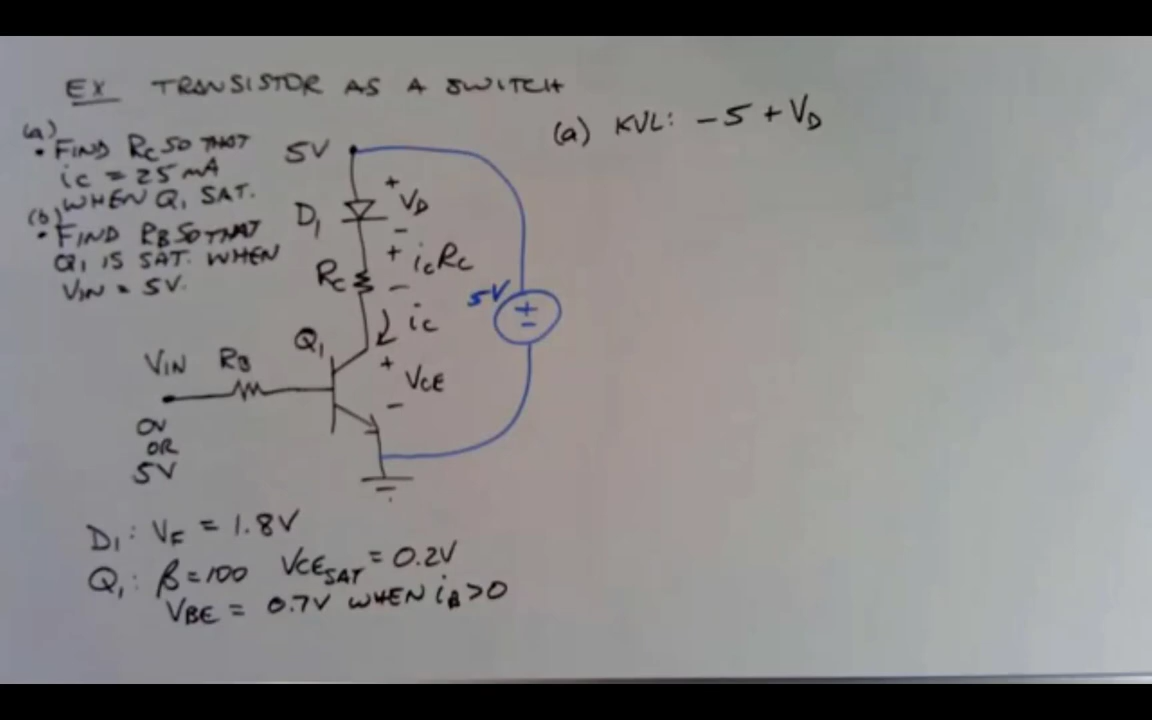 EX TRANSISTOR AS A SWITCH
(a)
• FIND RC SO THAT
iC = 25 mA
WHEN Q1 SAT.
(b)
• FIND RB SO THAT
Q1 IS SAT. WHEN
VIN = 5V.
(a) KVL: -5 + VD
5V
+
D1
VD
-
+
RC
iCRC
-
5V
+
-
iC
Q1
+
VCE
-
VIN RB
0V
OR
5V
D1: VF = 1.8V
Q1: β=100 VCESAT = 0.2V
VBE = 0.7V WHEN iB>0